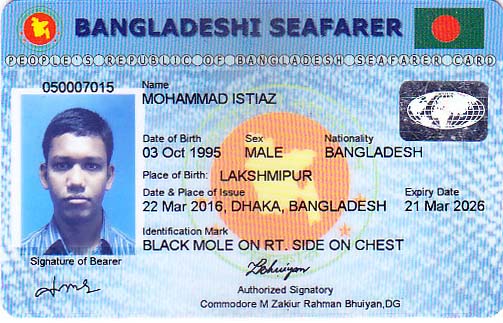 BANGLADESHI SEAFARER
PEOPLE'S REPUBLIC OF BANGLADESH SEAFARER CARD
050007015
Name
MOHAMMAD ISTIAZ
Date of Birth Sex Nationality
03 Oct 1995 MALE BANGLADESH
Place of Birth: LAKSHMIPUR
Date & Place of Issue Expiry Date
22 Mar 2016, DHAKA, BANGLADESH 21 Mar 2026
Identification Mark
BLACK MOLE ON RT. SIDE ON CHEST
Signature of Bearer
Authorized Signatory
Commodore M Zakiur Rahman Bhuiyan,DG